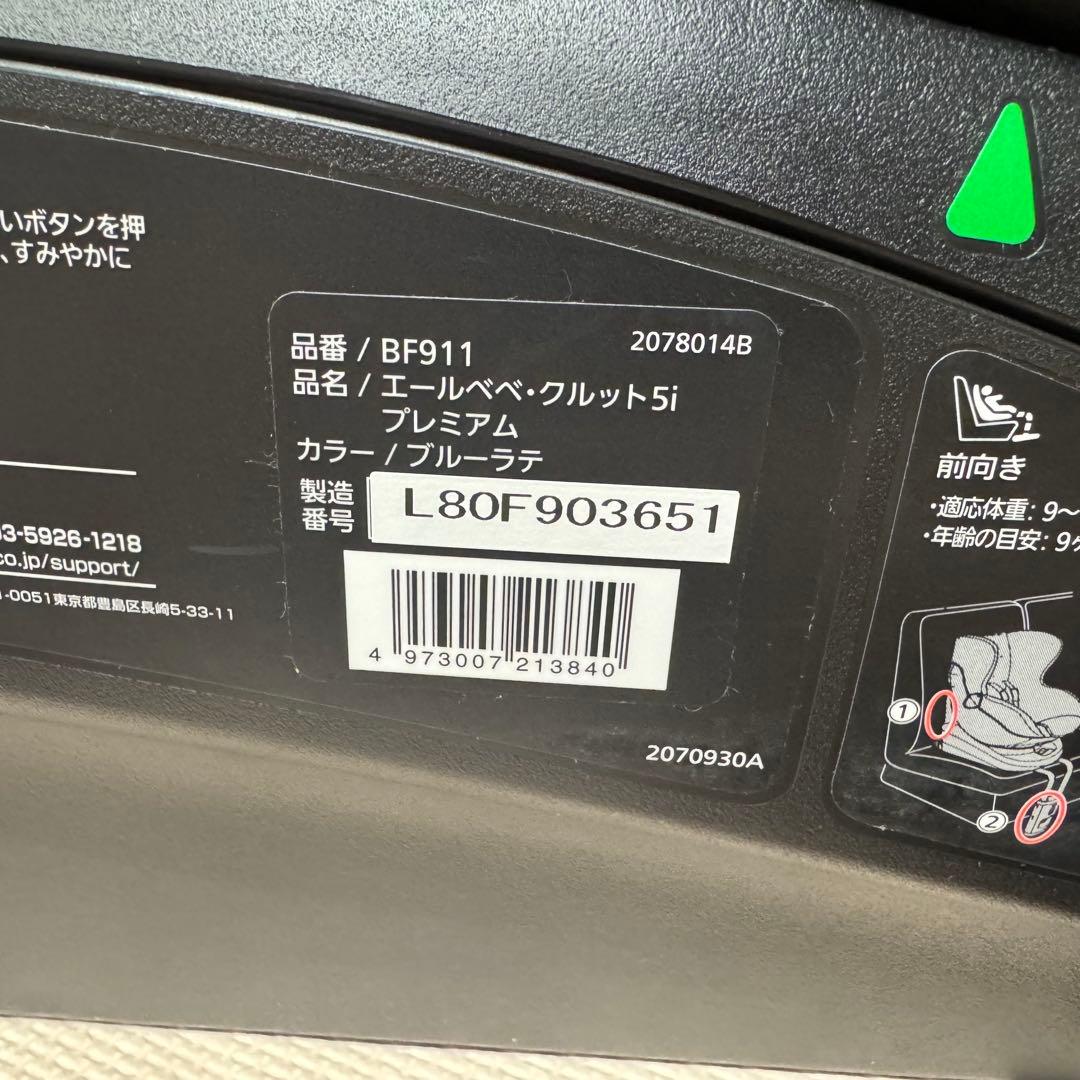 いボタンを押
、すみやかに
3-5926-1218
co.jp/support/
-0051東京都豊島区長崎5-33-11
2078014B
品番 / BF911
品名 / エールベベ・クルット5i
プレミアム
カラー / ブルーラテ
製造
番号
L80F903651
4 973007 213840
2070930A
前向き
・適応体重: 9～
・年齢の目安: 9ヶ
1
2